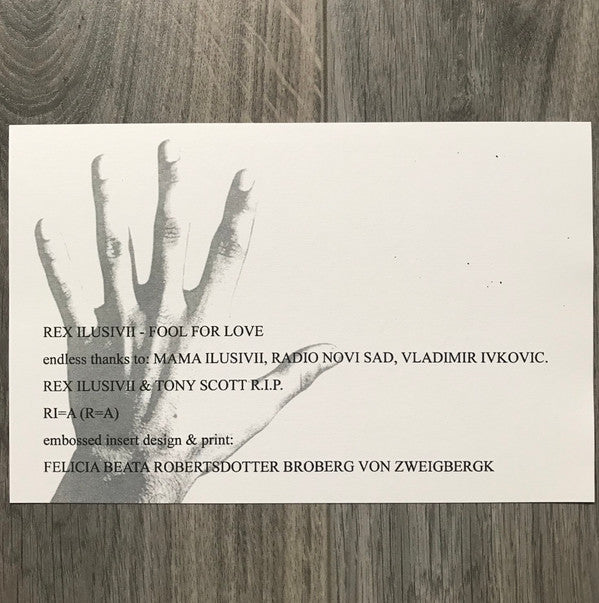 REX ILUSIVII - FOOL FOR LOVE
endless thanks to: MAMA ILUSIVII, RADIO NOVI SAD, VLADIMIR IVKOVIC.
REX ILUSIVII & TONY SCOTT R.I.P.
RI=A (R=A)
embossed insert design & print:
FELICIA BEATA ROBERTSDOTTER BROBERG VON ZWEIGBERGK